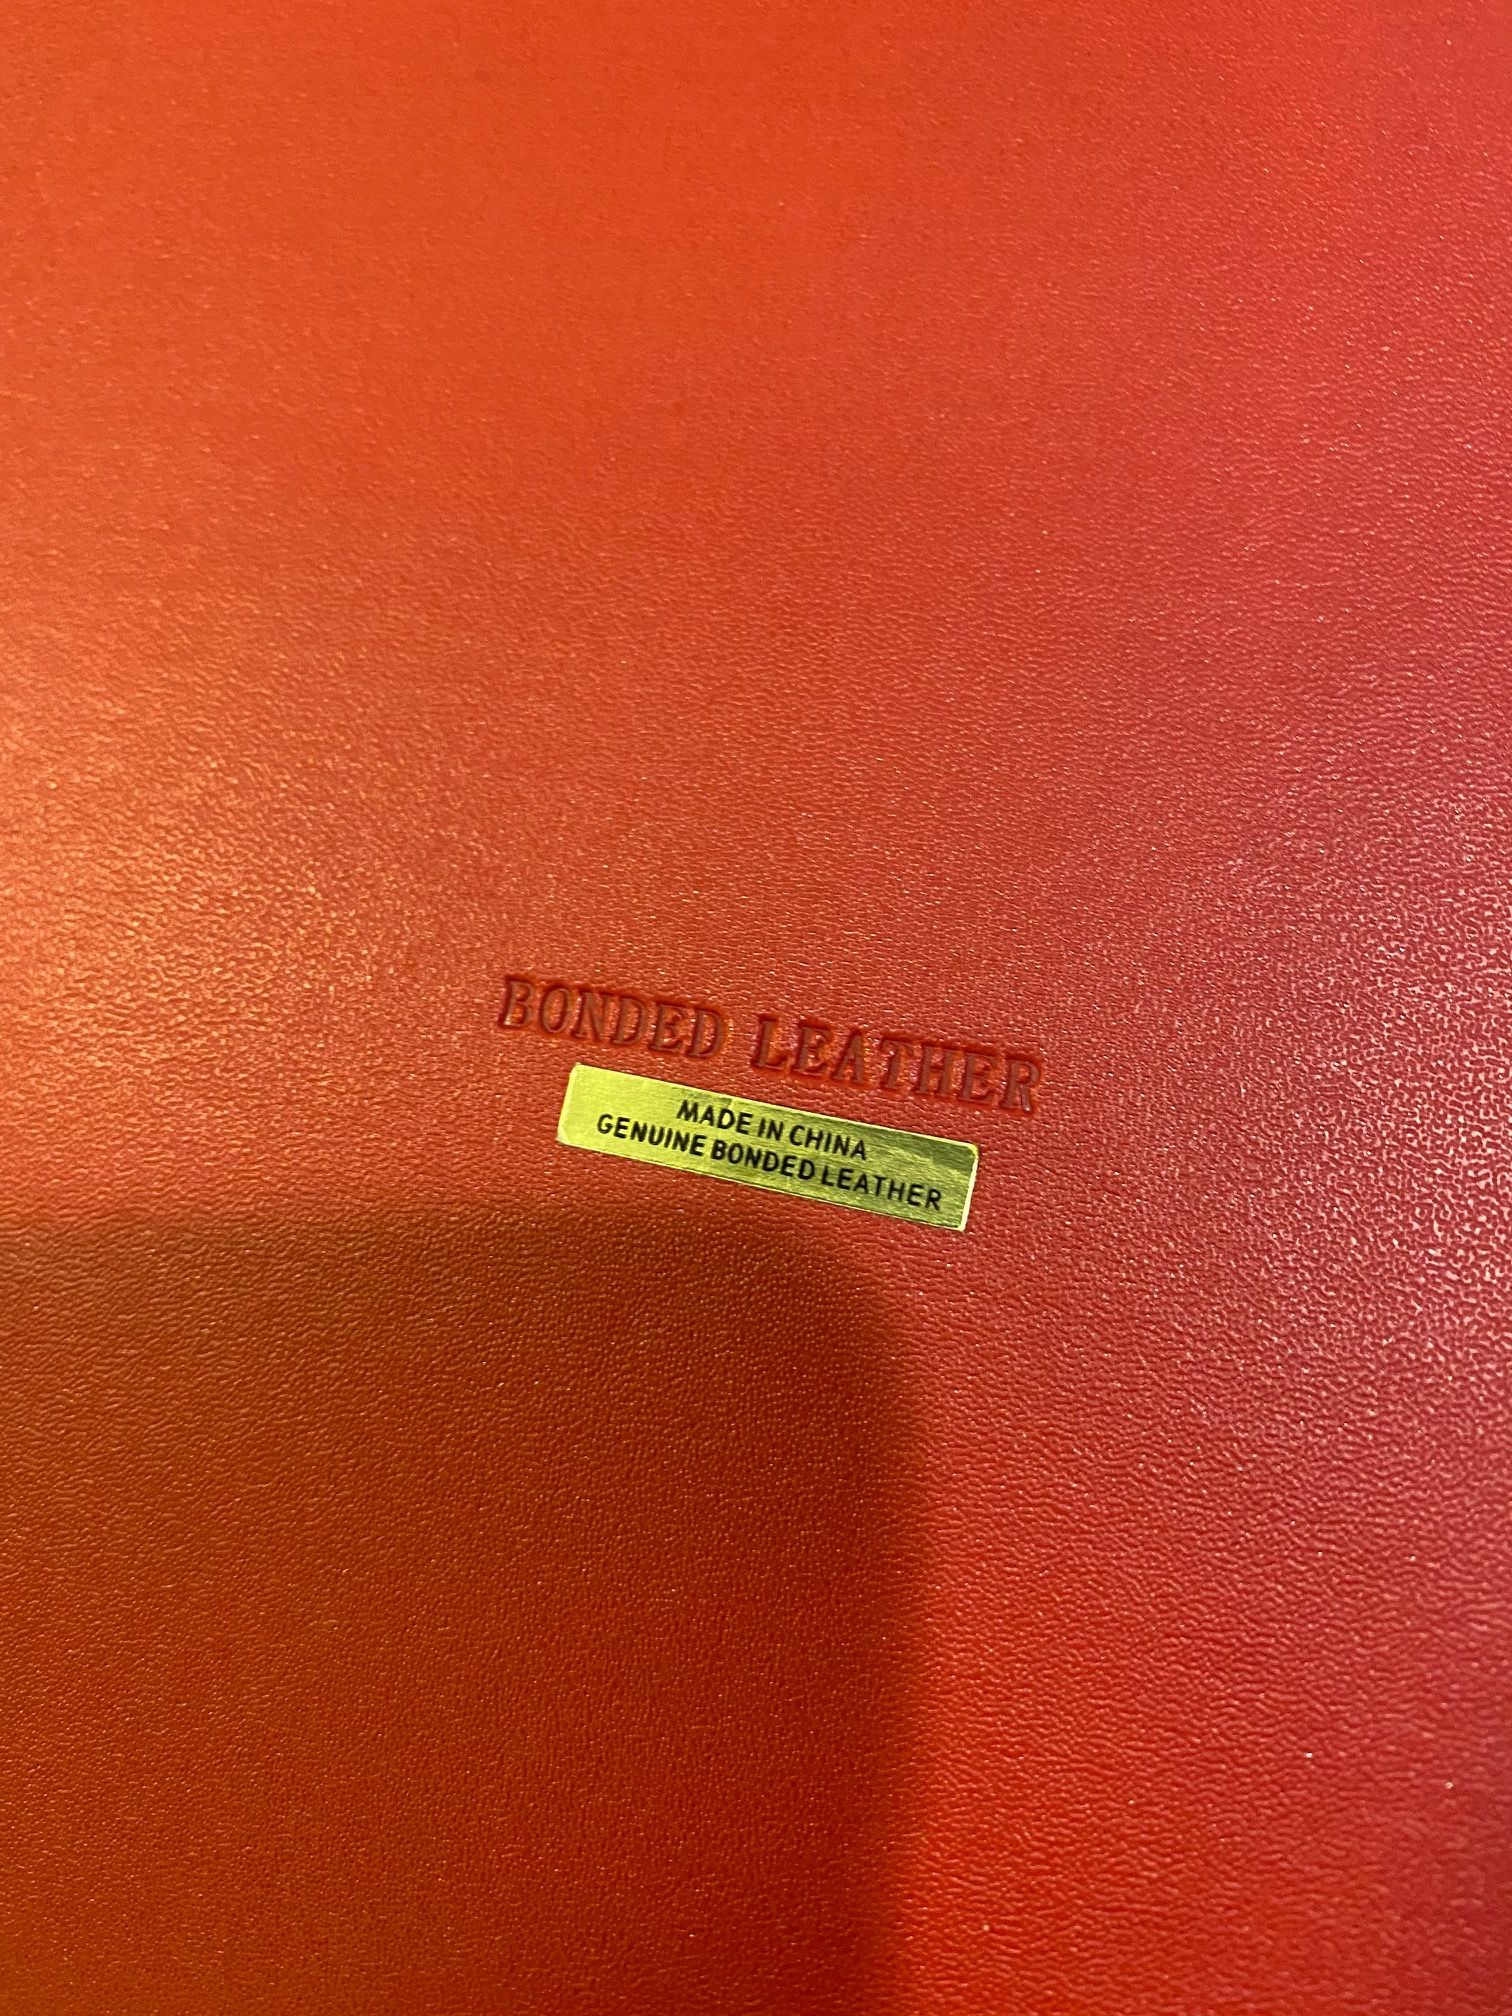 BONDED LEATHER
MADE IN CHINA
GENUINE BONDED LEATHER